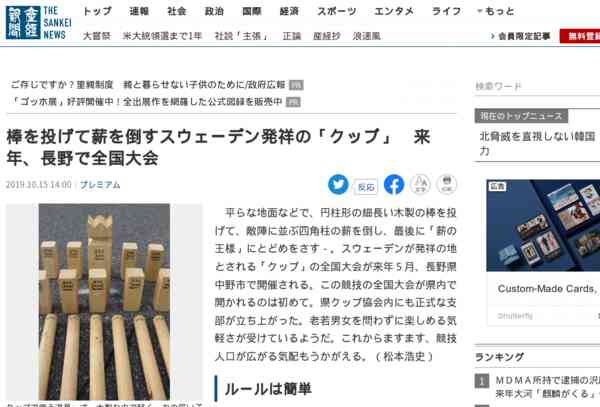 産経新聞
THE SANKEI NEWS
トップ 速報 社会 政治 国際 経済 スポーツ エンタメ ライフ もっと
大嘗祭 米大統領選まで1年 社説「主張」 正論 産経抄 浪速風
会員限定記事
無料登録
ご存じですか？里親制度 親と暮らせない子供のために/政府広報 PR
「ゴッホ展」好評開催中！全出展作を網羅した公式図録を販売中 PR
検索ワード
棒を投げて薪を倒すスウェーデン発祥の「クップ」 来
年、長野で全国大会
2019.10.15 14:00 プレミアム
反応
文字
印刷
平らな地面などで、円柱形の細長い木製の棒を投
げて、敵陣に並ぶ四角柱の薪を倒し、最後に「薪の
王様」にとどめをさす－。スウェーデンが発祥の地
とされる「クップ」の全国大会が来年５月、長野県
中野市で開催される。この競技の全国大会が県内で
開かれるのは初めて。県クップ協会内にも正式な支
部が立ち上がった。老若男女を問わずに楽しめる気
軽さが受けているようだ。これからますます、競技
人口が広がる気配もうかがえる。（松本浩史）
ルールは簡単
現在のトップニュース
北脅威を直視しない韓国
力
広告
Custom-Made Cards,
Shutterfly
ランキング
1 ＭＤＭＡ所持で逮捕の沢尻
来年大河「麒麟がくる」